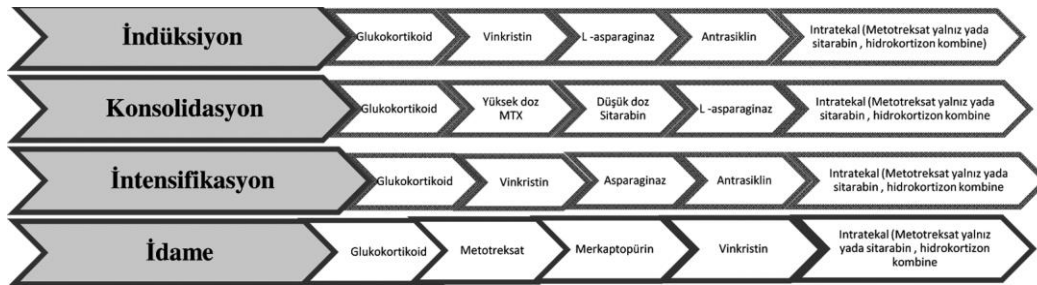 İndüksiyon
Glukokortikoid
Vinkristin
L -asparaginaz
Antrasiklin
Intratekal (Metotreksat yalnız yada
sitarabin , hidrokortizon kombine)
Konsolidasyon
Glukokortikoid
Yüksek doz
MTX
Düşük doz
Sitarabin
L -asparaginaz
Intratekal (Metotreksat yalnız yada
sitarabin , hidrokortizon kombine
İntensifikasyon
Glukokortikoid
Vinkristin
Asparaginaz
Antrasiklin
Intratekal (Metotreksat yalnız yada
sitarabin , hidrokortizon kombine
İdame
Glukokortikoid
Metotreksat
Merkaptopürin
Vinkristin
Intratekal (Metotreksat yalnız
yada sitarabin , hidrokortizon
kombine